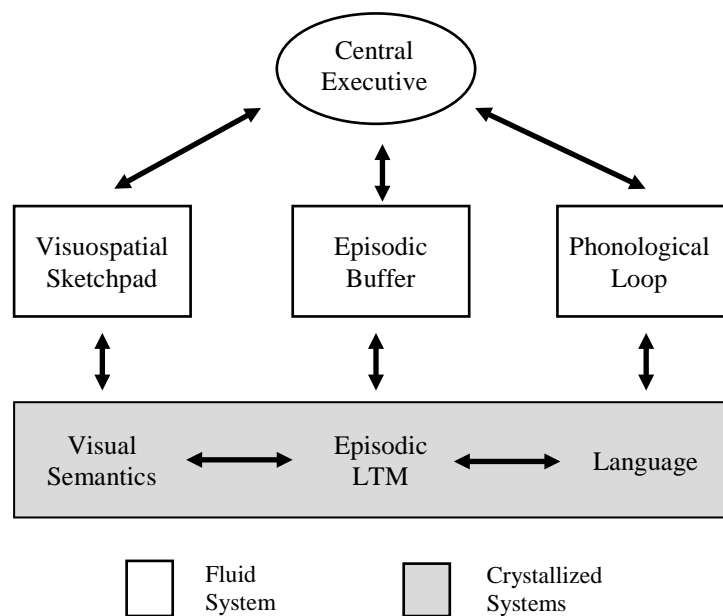 Central
Executive
Visuospatial
Sketchpad
Episodic
Buffer
Phonological
Loop
Visual
Semantics
Episodic
LTM
Language
Fluid
System
Crystallized
Systems